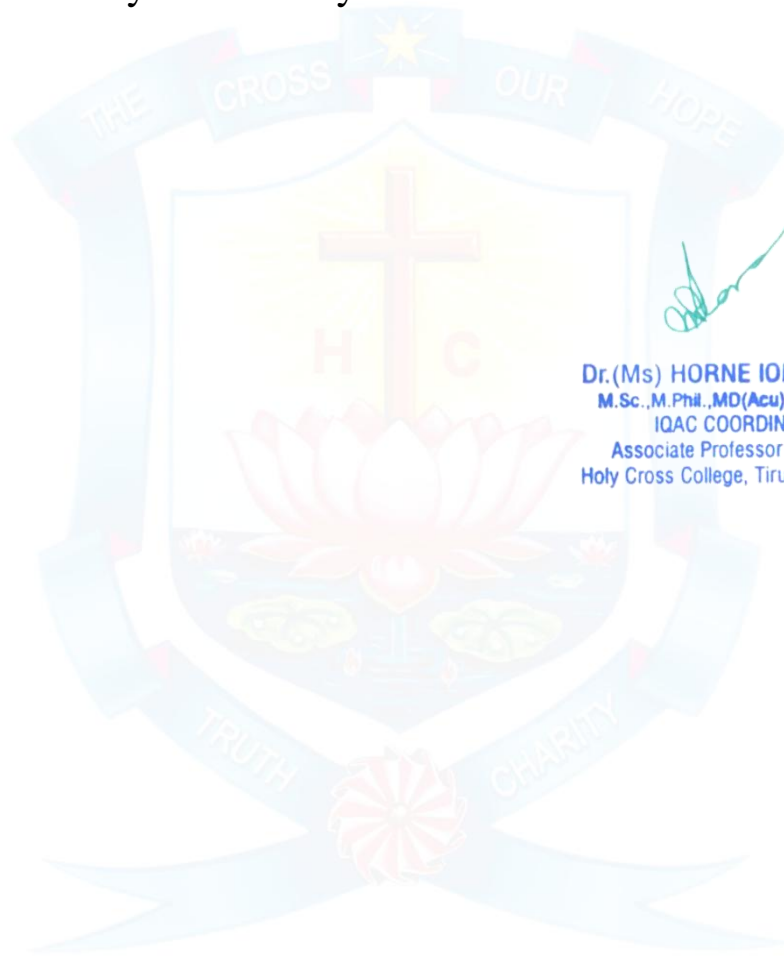 THE CROSS OUR HOPE
H C
Dr.(Ms) HORNE
M.Sc.,M.Phil.,MD(Acu)
IQAC
Associate Professor
Holy Cross College,
TRUTH CHARITY